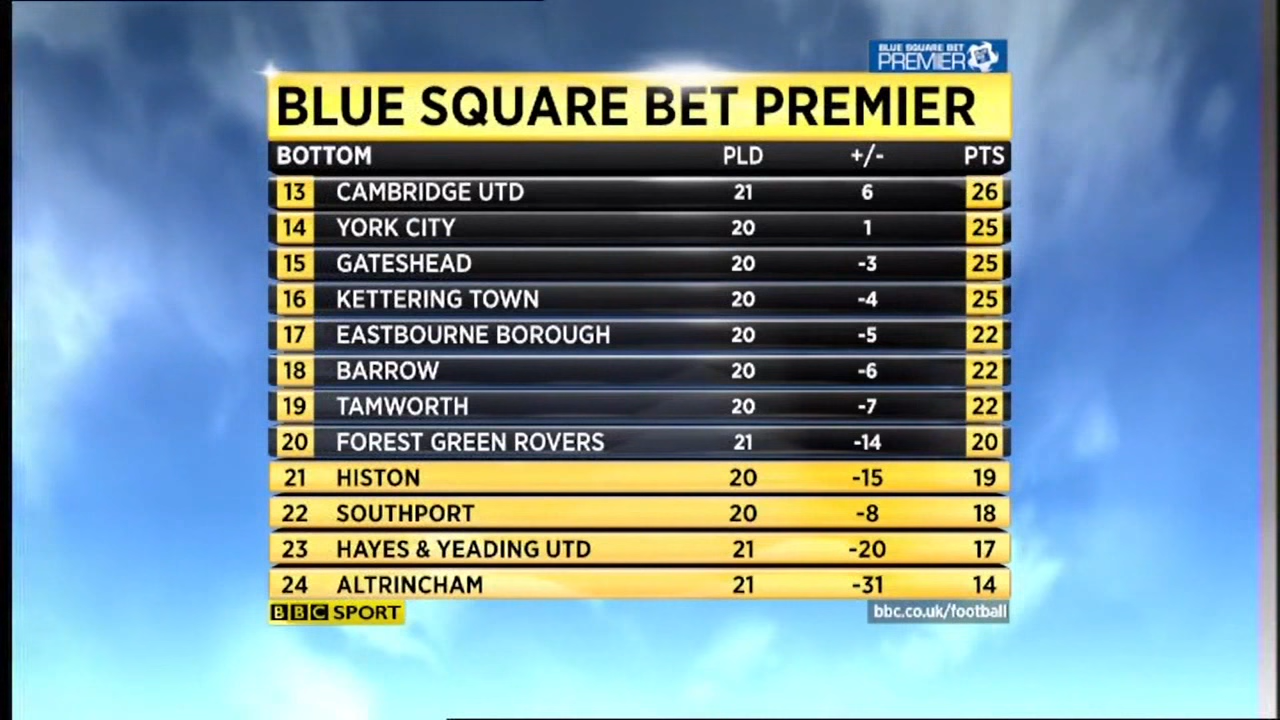 BLUE SQUARE BET
PREMIER
BLUE SQUARE BET PREMIER
BOTTOM PLD +/- PTS
13 CAMBRIDGE UTD 21 6 26
14 YORK CITY 20 1 25
15 GATESHEAD 20 -3 25
16 KETTERING TOWN 20 -4 25
17 EASTBOURNE BOROUGH 20 -5 22
18 BARROW 20 -6 22
19 TAMWORTH 20 -7 22
20 FOREST GREEN ROVERS 21 -14 20
21 HISTON 20 -15 19
22 SOUTHPORT 20 -8 18
23 HAYES & YEADING UTD 21 -20 17
24 ALTRINCHAM 21 -31 14
BBC SPORT bbc.co.uk/football